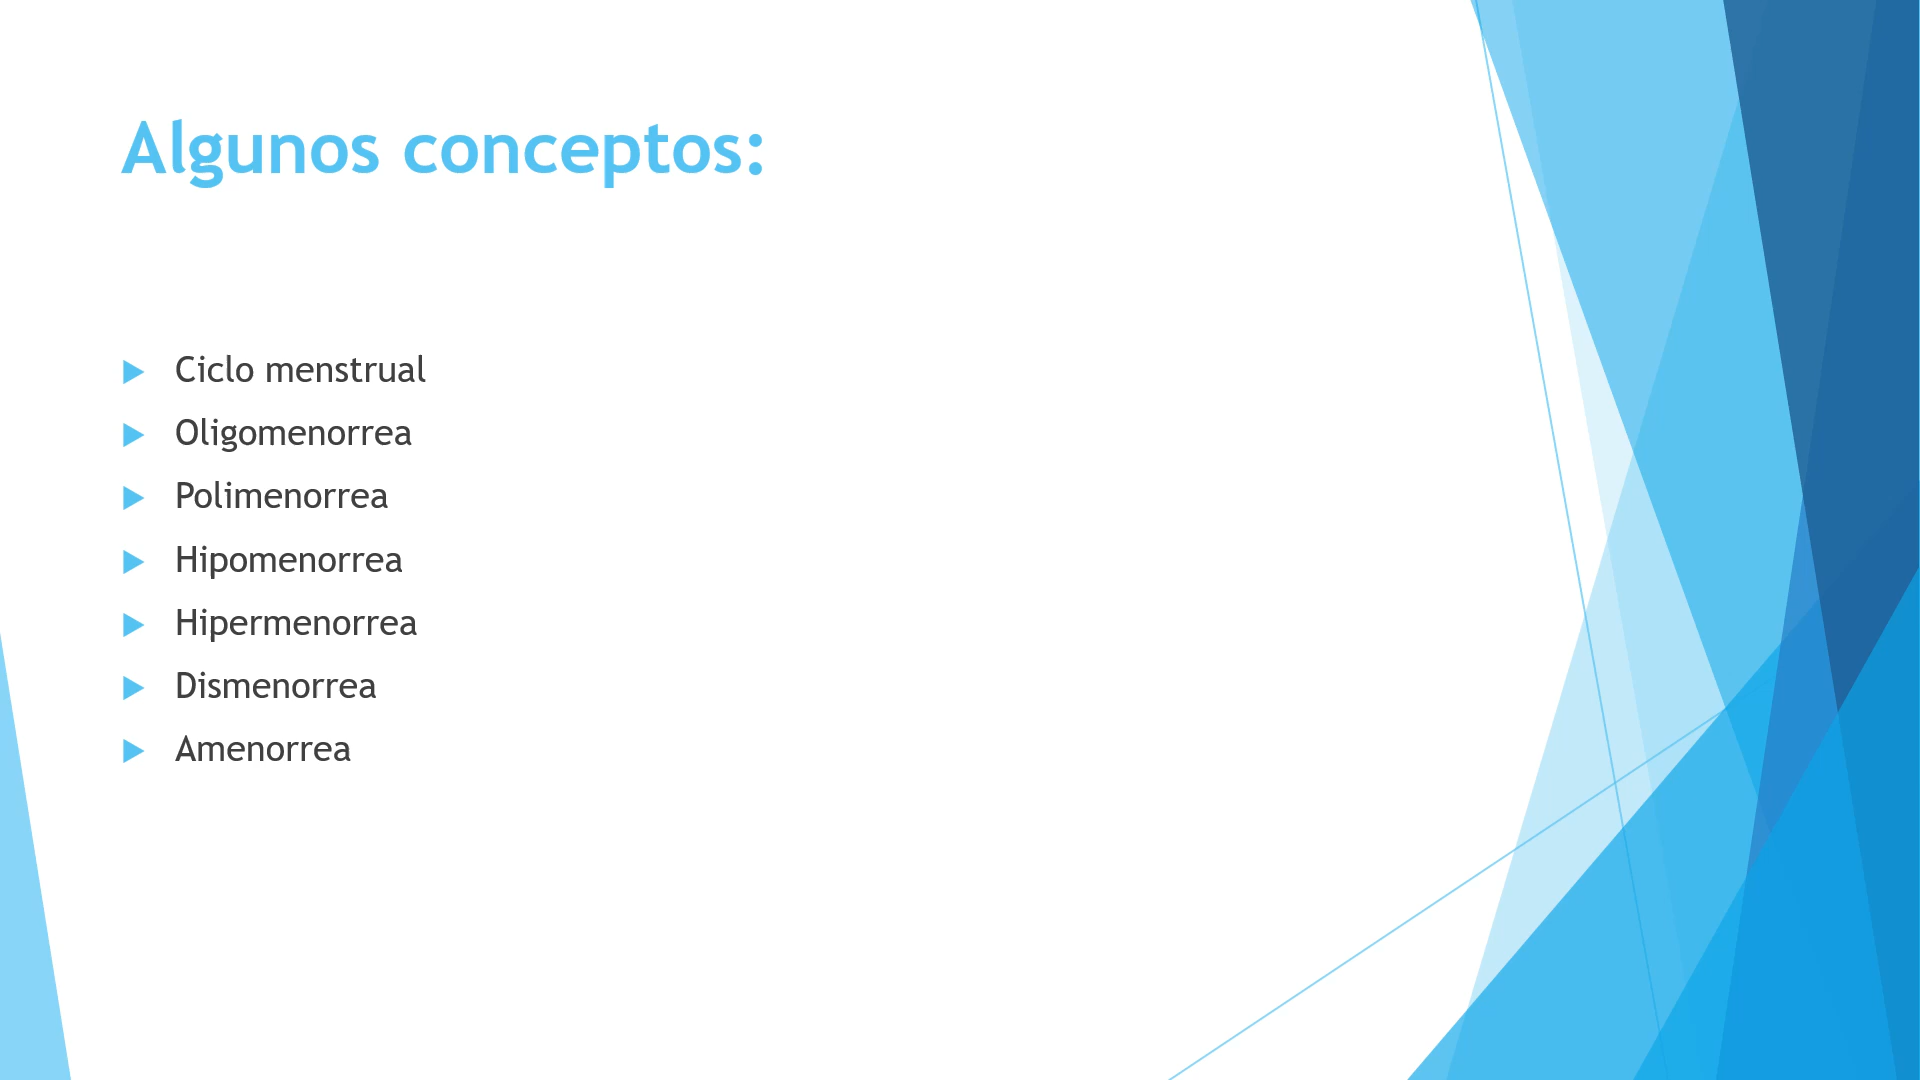 Algunos conceptos:
Ciclo menstrual
Oligomenorrea
Polimenorrea
Hipomenorrea
Hipermenorrea
Dismenorrea
Amenorrea